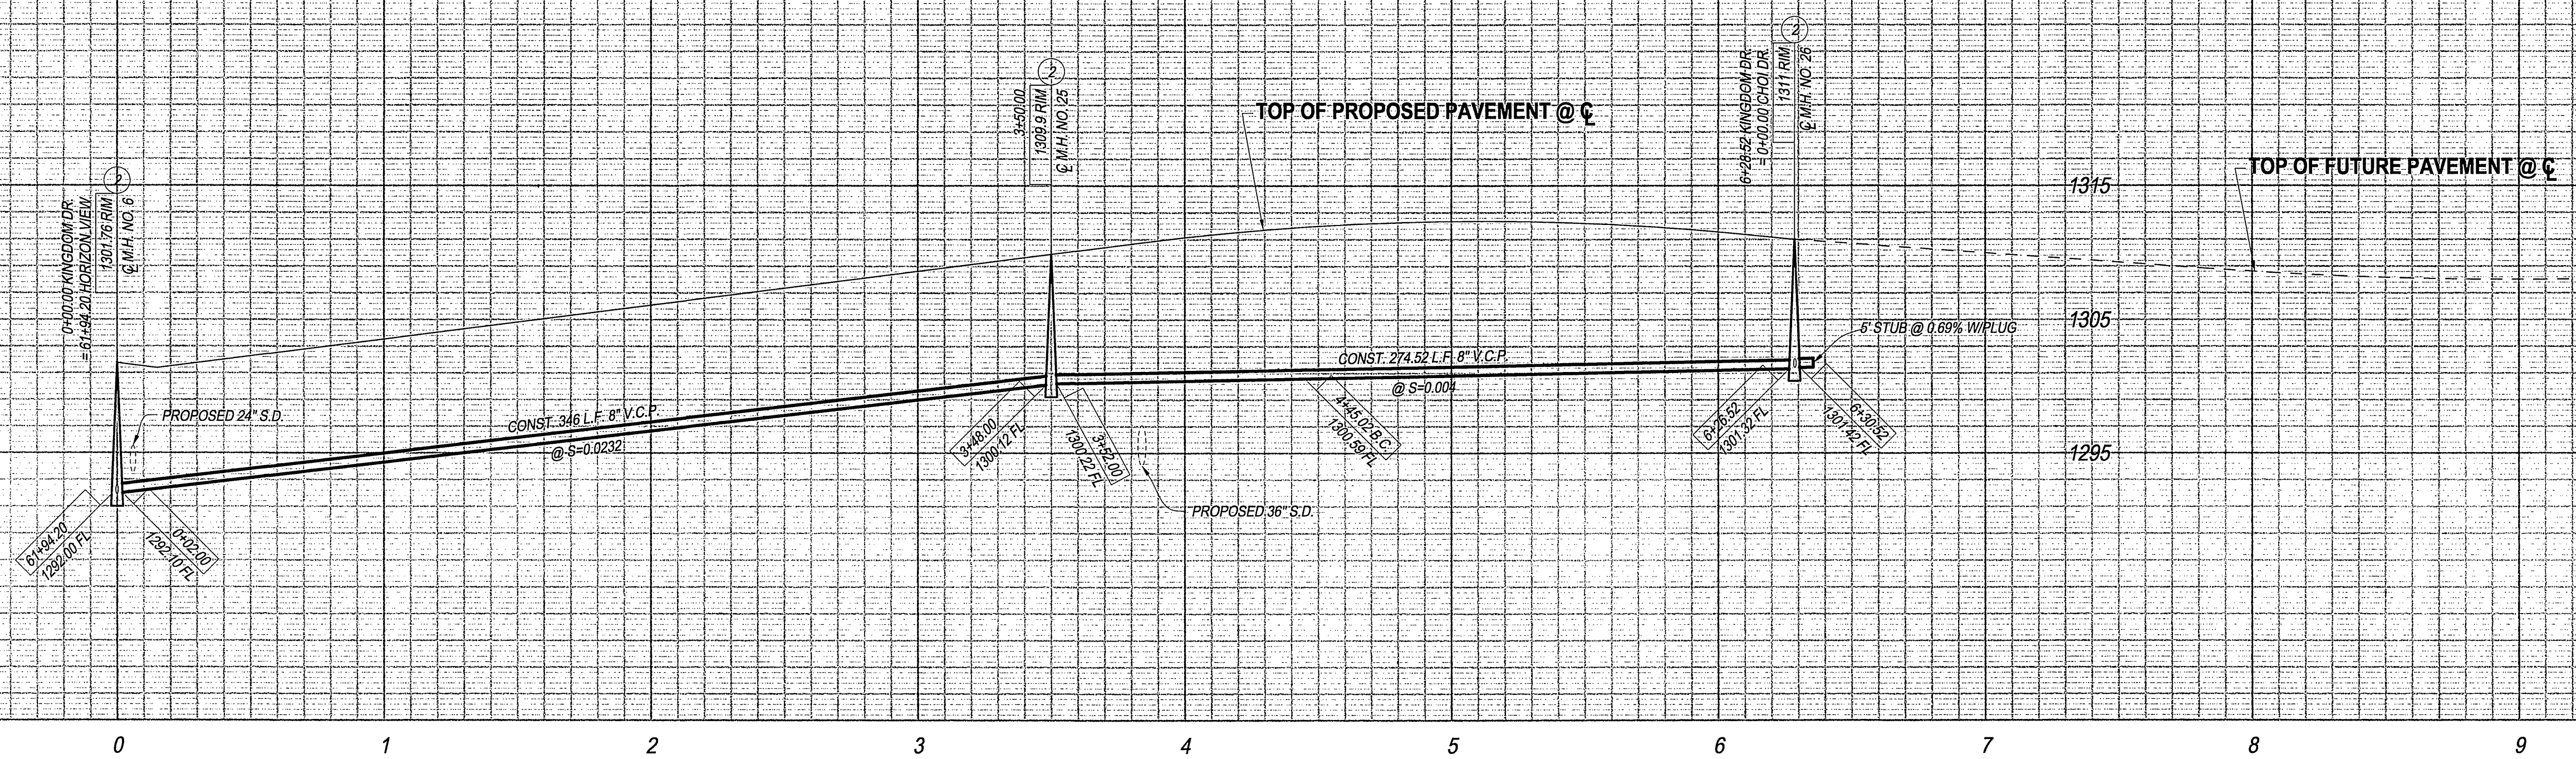 2
0+00.00 KINGDOM DR.
= 61+94.20 HORIZON VIEW
1301.76 RIM
℄ M.H. NO. 6
2
3+50.00
1309.9 RIM
℄ M.H. NO. 25
TOP OF PROPOSED PAVEMENT @ ℄
2
6+28.52 KINGDOM DR.
= 0+00.00 CHOI DR.
1311 RIM
℄ M.H. NO. 26
TOP OF FUTURE PAVEMENT @ ℄
1315
1305
1295
5' STUB @ 0.69% W/PLUG
PROPOSED 24" S.D.
CONST. 346 L.F. 8" V.C.P.
@ S=0.0232
CONST. 274.52 L.F. 8" V.C.P.
@ S=0.004
61+94.20
1292.00 FL
0+02.00
1292.10 FL
3+48.00
1300.12 FL
3+52.00
1300.22 FL
PROPOSED 36" S.D.
4+45.02 B.C.
1300.59 FL
6+26.52
1301.32 FL
6+30.52
1301.42 FL
0 1 2 3 4 5 6 7 8 9